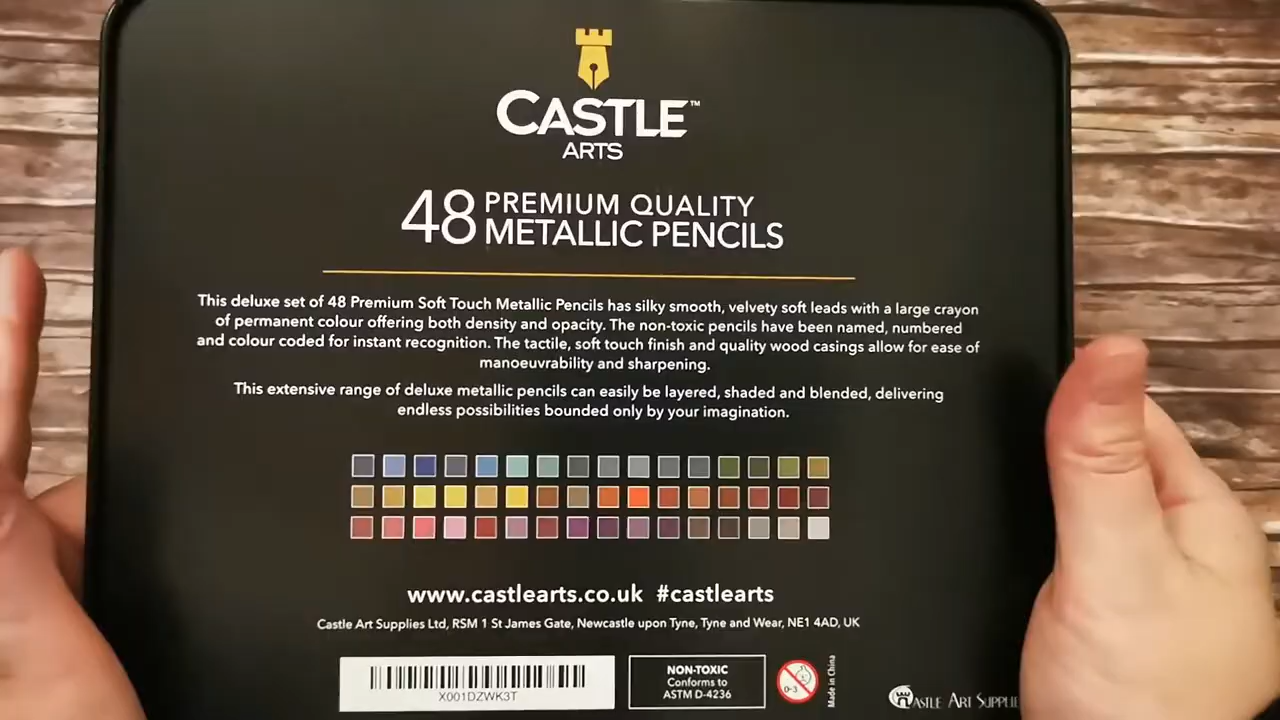 CASTLE™
ARTS
48 PREMIUM QUALITY
METALLIC PENCILS
This deluxe set of 48 Premium Soft Touch Metallic Pencils has silky smooth, velvety soft leads with a large crayon
of permanent colour offering both density and opacity. The non-toxic pencils have been named, numbered
and colour coded for instant recognition. The tactile, soft touch finish and quality wood casings allow for ease of
manoeuvrability and sharpening.
This extensive range of deluxe metallic pencils can easily be layered, shaded and blended, delivering
endless possibilities bounded only by your imagination.
www.castlearts.co.uk #castlearts
Castle Art Supplies Ltd, RSM 1 St James Gate, Newcastle upon Tyne, Tyne and Wear, NE1 4AD, UK
X001DZWK3T
NON-TOXIC
Conforms to
ASTM D-4236
0-3
Made in China
CASTLE ART SUPPLIE